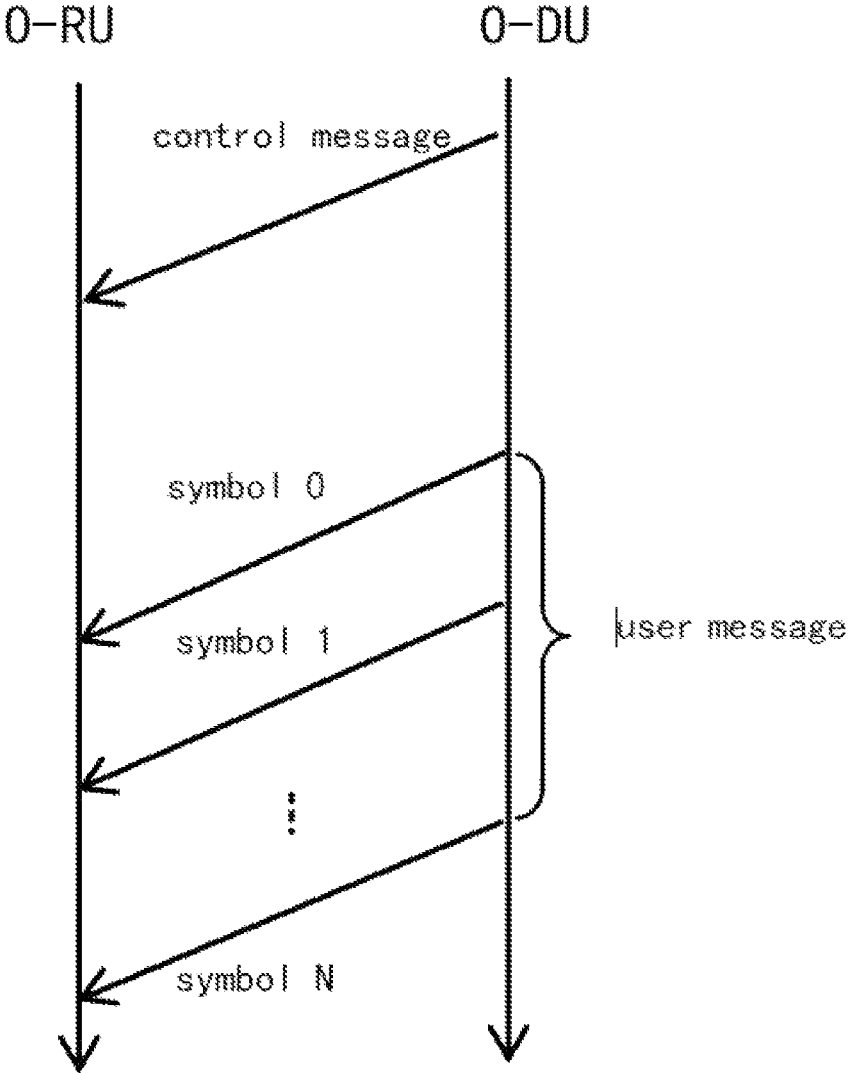 O-RU
O-DU
control message
symbol 0
symbol 1
user message
symbol N